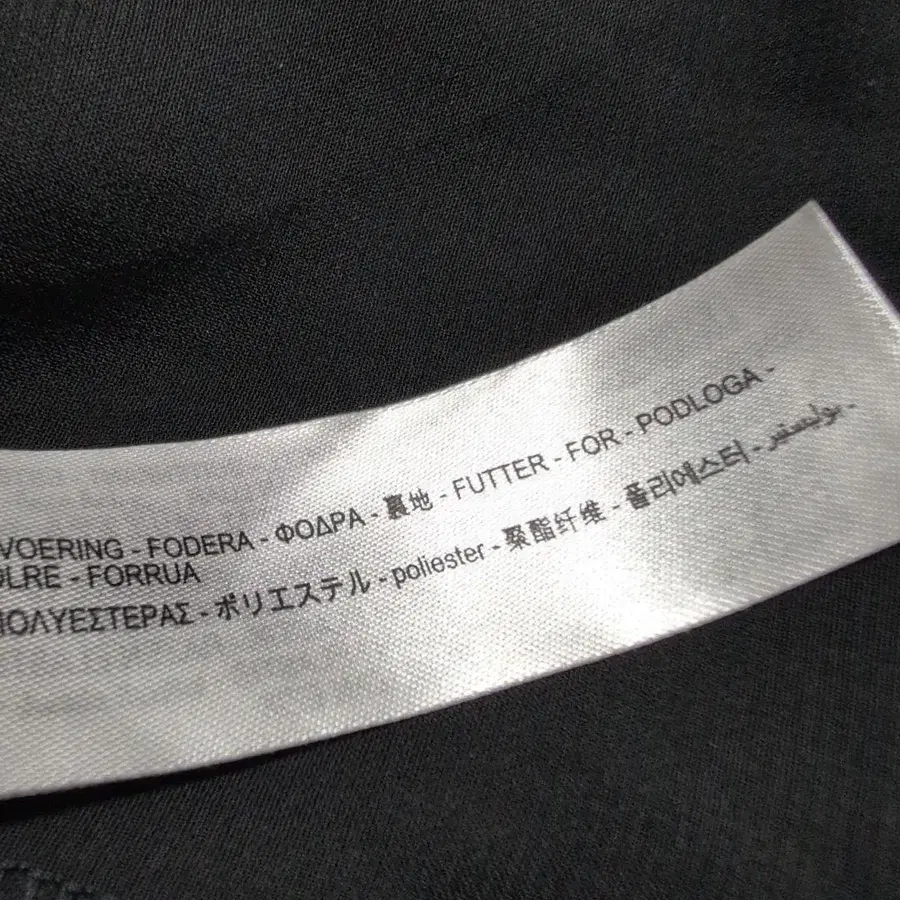 VOERING - FODERA - ΦΟΔΡΑ - 裏地 - FUTTER - FOR - PODLOGA -
OLRE - FORRUA
ΠΟΛΥΕΣΤΕΡΑΣ - ポリエステル - poliester - 聚酯纤维 - 폴리에스터 - بوليستير -